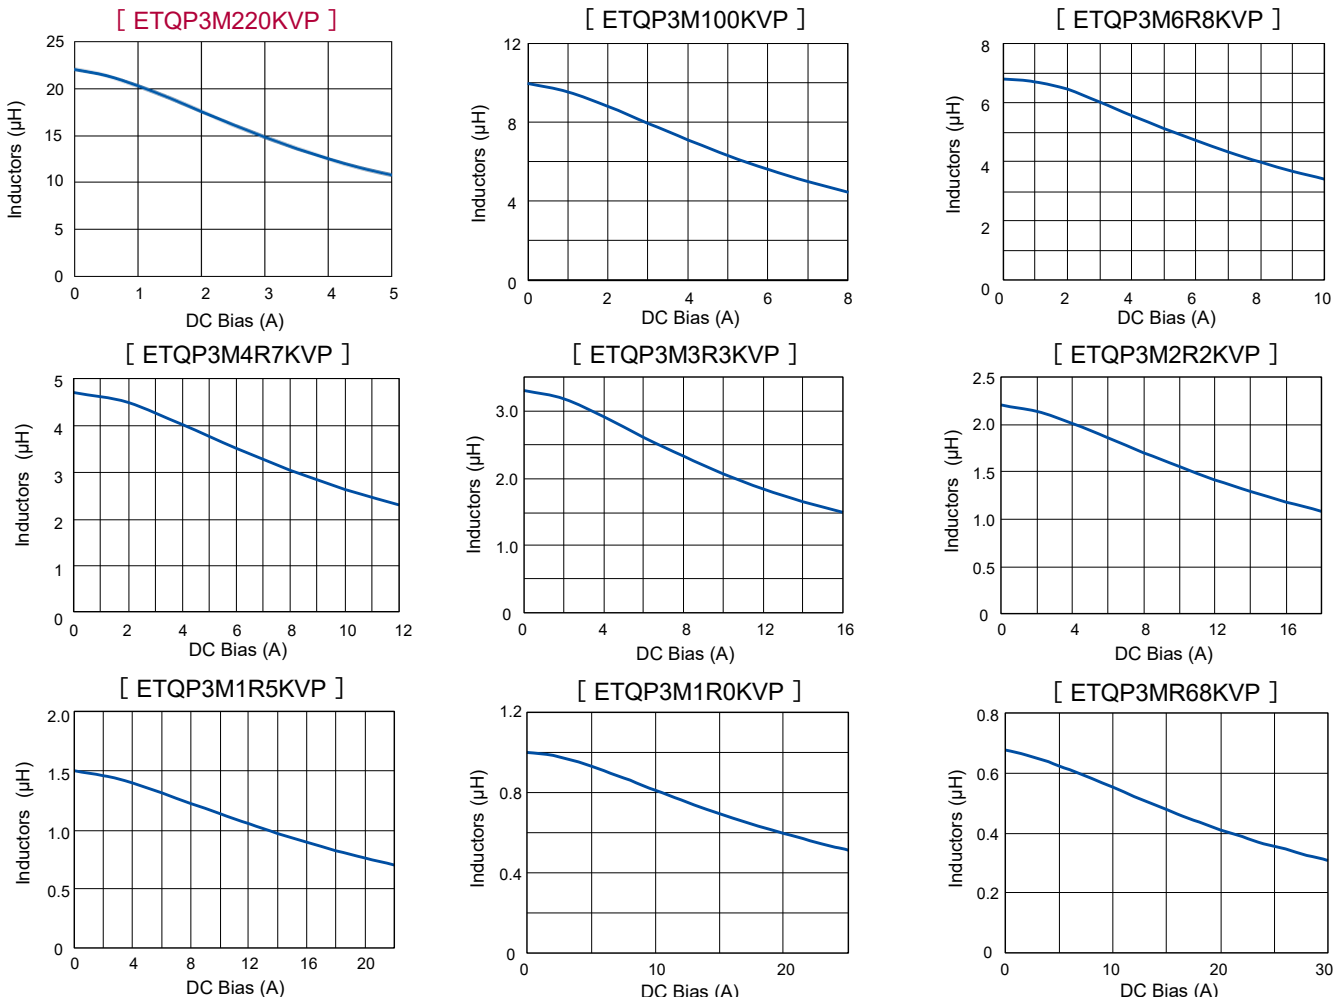 [ ETQP3M220KVP ]
25
20
15
10
5
0
Inductors (μH)
0 1 2 3 4 5
DC Bias (A)
[ ETQP3M100KVP ]
12
8
4
0
Inductors (μH)
0 2 4 6 8
DC Bias (A)
[ ETQP3M6R8KVP ]
8
6
4
2
0
Inductors (μH)
0 2 4 6 8 10
DC Bias (A)
[ ETQP3M4R7KVP ]
5
4
3
2
1
0
Inductors (μH)
0 2 4 6 8 10 12
DC Bias (A)
[ ETQP3M3R3KVP ]
3.0
2.0
1.0
0
Inductors (μH)
0 4 8 12 16
DC Bias (A)
[ ETQP3M2R2KVP ]
2.5
2.0
1.5
1.0
0.5
0
Inductors (μH)
0 4 8 12 16
DC Bias (A)
[ ETQP3M1R5KVP ]
2.0
1.5
1.0
0.5
0
Inductors (μH)
0 4 8 12 16 20
DC Bias (A)
[ ETQP3M1R0KVP ]
1.2
0.8
0.4
0
Inductors (μH)
0 10 20
DC Bias (A)
[ ETQP3MR68KVP ]
0.8
0.6
0.4
0.2
0
Inductors (μH)
0 10 20 30
DC Bias (A)